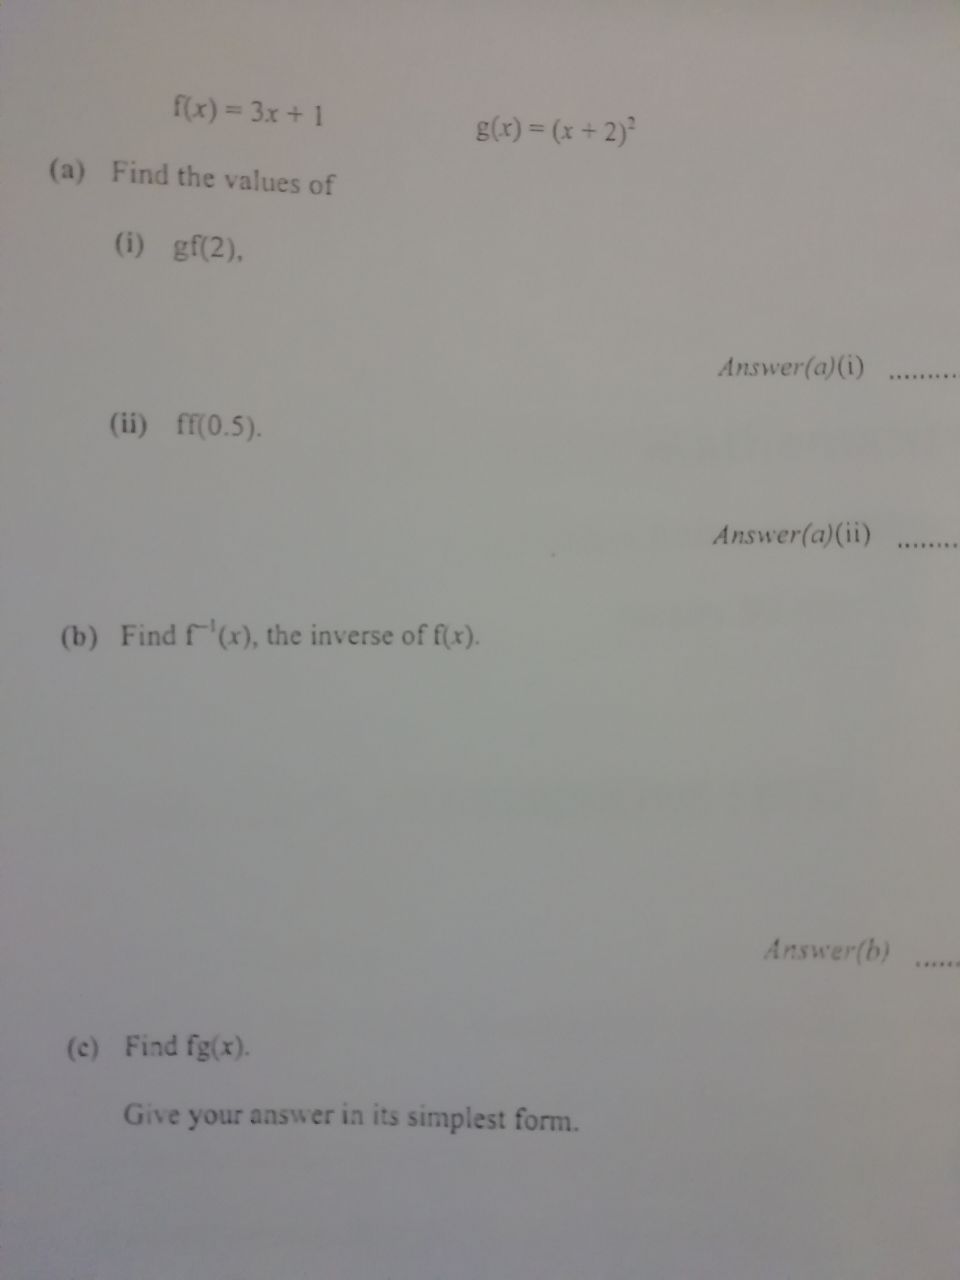 f(x) = 3x + 1
g(x) = (x + 2)²
(a) Find the values of
(i) gf(2),
Answer(a)(i) .........
(ii) ff(0.5).
Answer(a)(ii) ........
(b) Find f⁻¹(x), the inverse of f(x).
Answer(b) ......
(c) Find fg(x).
Give your answer in its simplest form.